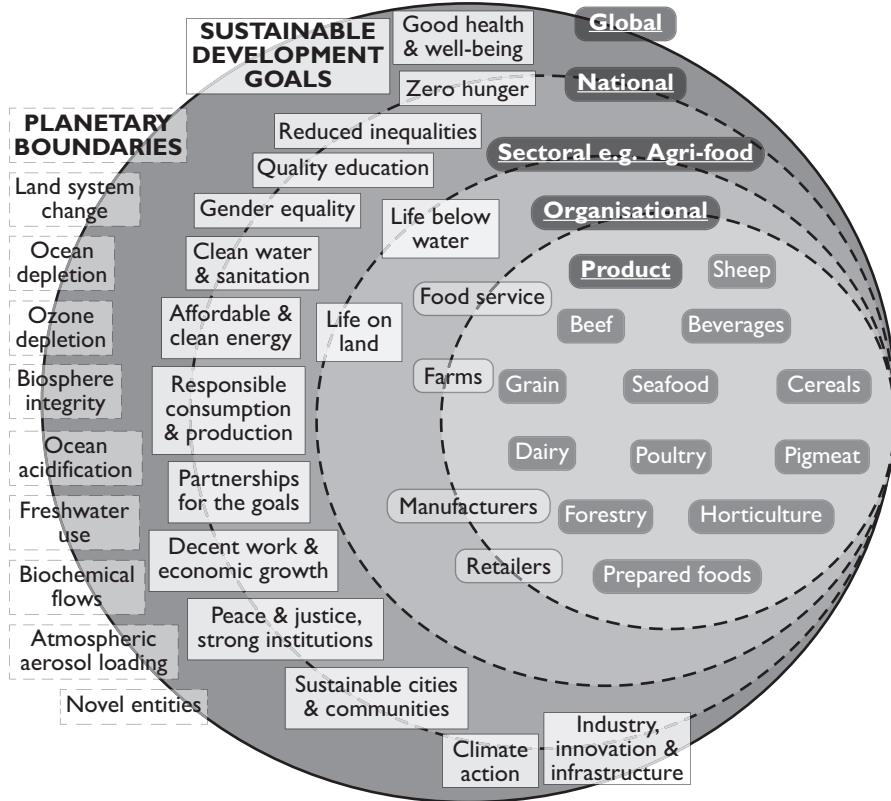 SUSTAINABLE
DEVELOPMENT
GOALS
Good health
& well-being
Global
Zero hunger
National
PLANETARY
BOUNDARIES
Reduced inequalities
Sectoral e.g. Agri-food
Quality education
Land system
change
Gender equality
Life below
water
Organisational
Ocean
depletion
Clean water
& sanitation
Product
Sheep
Food service
Ozone
depletion
Affordable &
clean energy
Life on
land
Beef
Beverages
Biosphere
integrity
Responsible
consumption
& production
Farms
Grain
Seafood
Cereals
Ocean
acidification
Partnerships
for the goals
Dairy
Poultry
Pigmeat
Freshwater
use
Manufacturers
Forestry
Horticulture
Biochemical
flows
Decent work &
economic growth
Retailers
Prepared foods
Atmospheric
aerosol loading
Peace & justice,
strong institutions
Novel entities
Sustainable cities
& communities
Climate
action
Industry,
innovation &
infrastructure